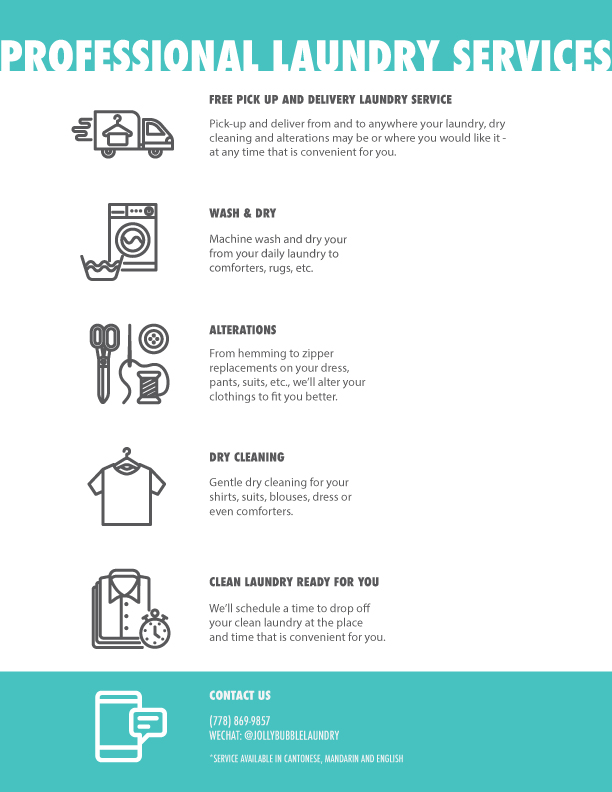 PROFESSIONAL LAUNDRY SERVICES
FREE PICK UP AND DELIVERY LAUNDRY SERVICE
Pick-up and deliver from and to anywhere your laundry, dry
cleaning and alterations may be or where you would like it -
at any time that is convenient for you.
WASH & DRY
Machine wash and dry your
from your daily laundry to
comforters, rugs, etc.
ALTERATIONS
From hemming to zipper
replacements on your dress,
pants, suits, etc., we'll alter your
clothings to fit you better.
DRY CLEANING
Gentle dry cleaning for your
shirts, suits, blouses, dress or
even comforters.
CLEAN LAUNDRY READY FOR YOU
We'll schedule a time to drop off
your clean laundry at the place
and time that is convenient for you.
CONTACT US
(778) 869-9857
WECHAT: @JOLLYBUBBLELAUNDRY
*SERVICE AVAILABLE IN CANTONESE, MANDARIN AND ENGLISH